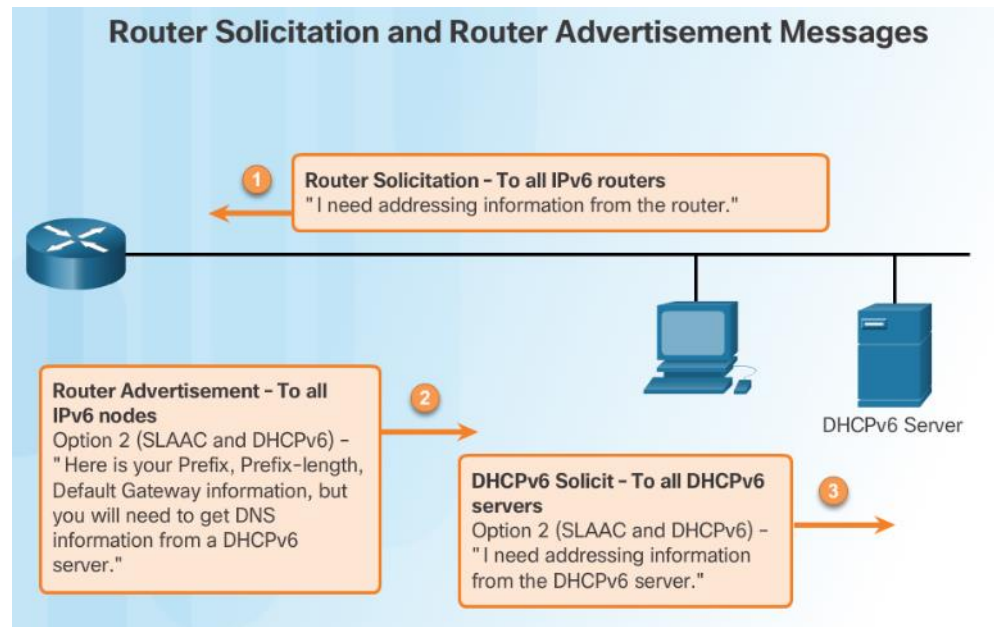 Router Solicitation and Router Advertisement Messages
1
Router Solicitation – To all IPv6 routers
"I need addressing information from the router."
Router Advertisement – To all
IPv6 nodes
Option 2 (SLAAC and DHCPv6) –
"Here is your Prefix, Prefix-length,
Default Gateway information, but
you will need to get DNS
information from a DHCPv6
server."
2
DHCPv6 Server
DHCPv6 Solicit – To all DHCPv6
servers
Option 2 (SLAAC and DHCPv6) –
"I need addressing information
from the DHCPv6 server."
3